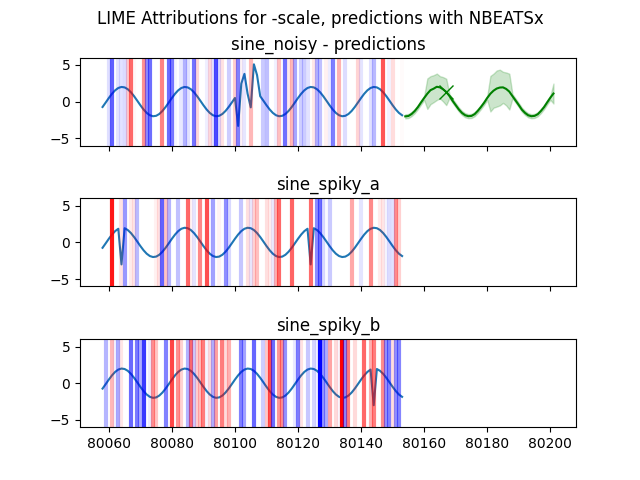 LIME Attributions for -scale, predictions with NBEATSx
sine_noisy - predictions
5
0
−5
sine_spiky_a
5
0
−5
sine_spiky_b
5
0
−5
80060 80080 80100 80120 80140 80160 80180 80200